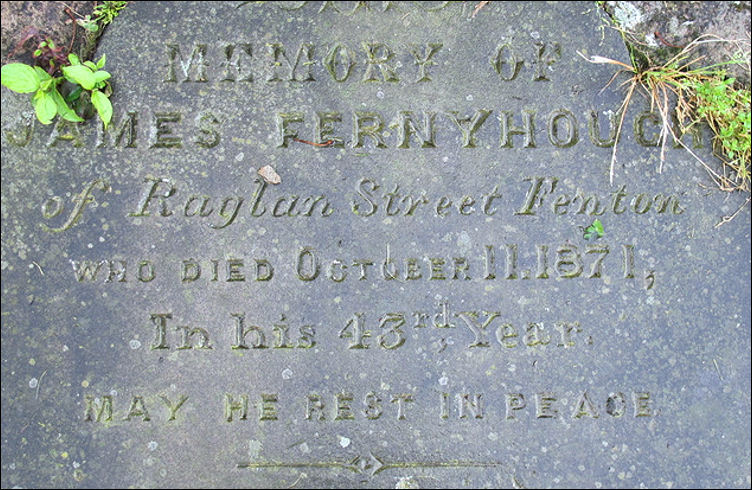 MEMORY OF
JAMES FERNYHOUGH
of Raglan Street Fenton
WHO DIED OCTOBER 11. 1871,
In his 43rd, Year.
MAY HE REST IN PEACE